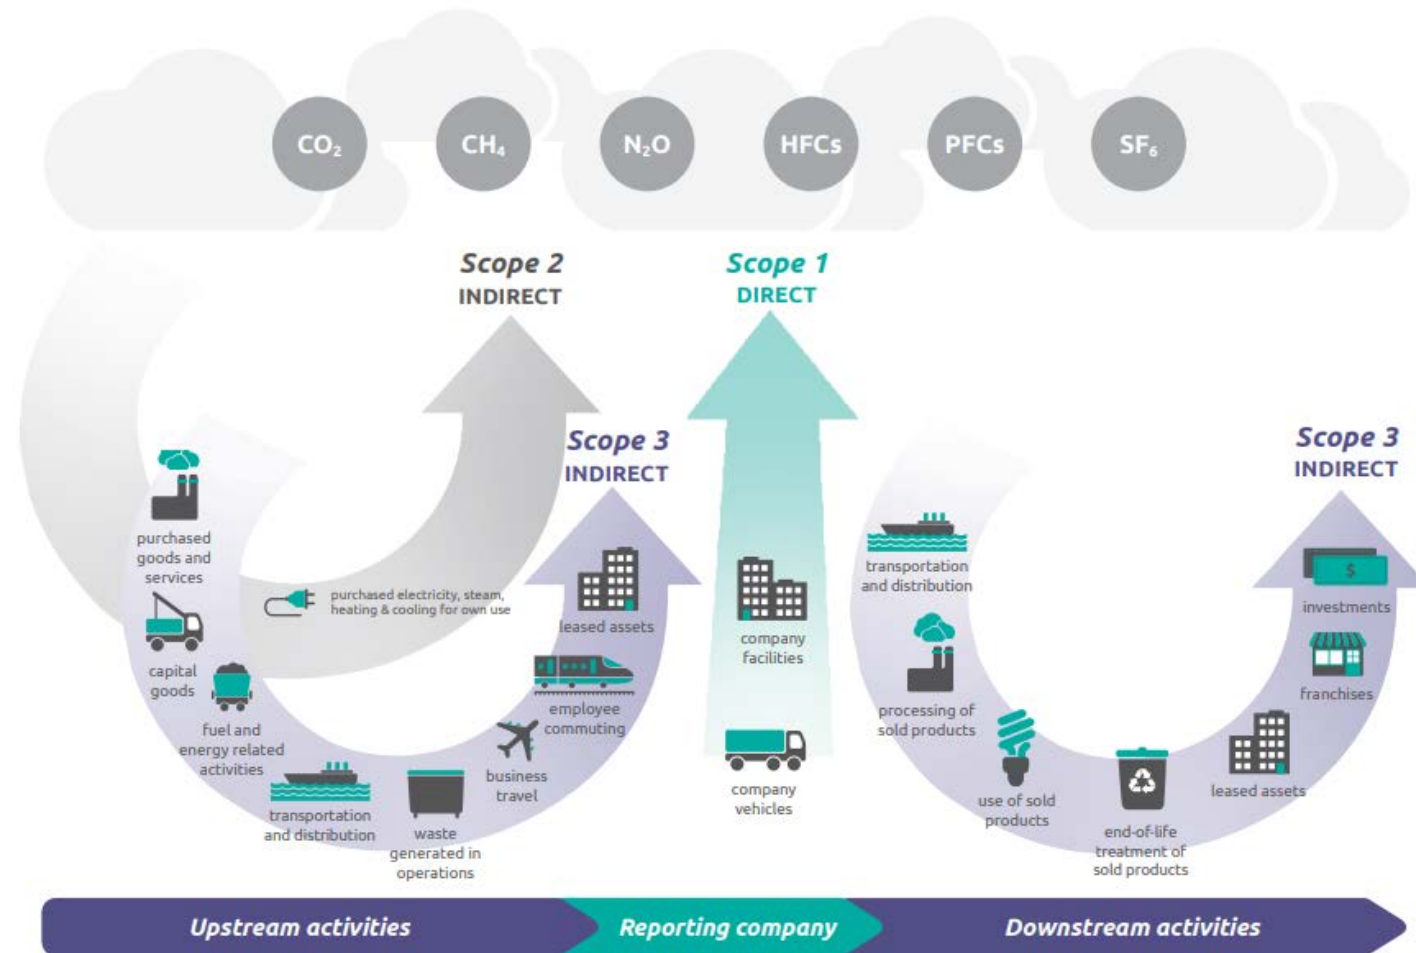 CO₂
CH₄
N₂O
HFCs
PFCs
SF₆
Scope 2
INDIRECT
Scope 1
DIRECT
Scope 3
INDIRECT
Scope 3
INDIRECT
purchased
goods and
services
purchased electricity, steam,
heating & cooling for own use
capital
goods
fuel and
energy related
activities
transportation
and distribution
waste
generated in
operations
business
travel
employee
commuting
leased assets
company
facilities
company
vehicles
transportation
and distribution
processing of
sold products
use of sold
products
end-of-life
treatment of
sold products
leased assets
franchises
$
investments
Upstream activities
Reporting company
Downstream activities